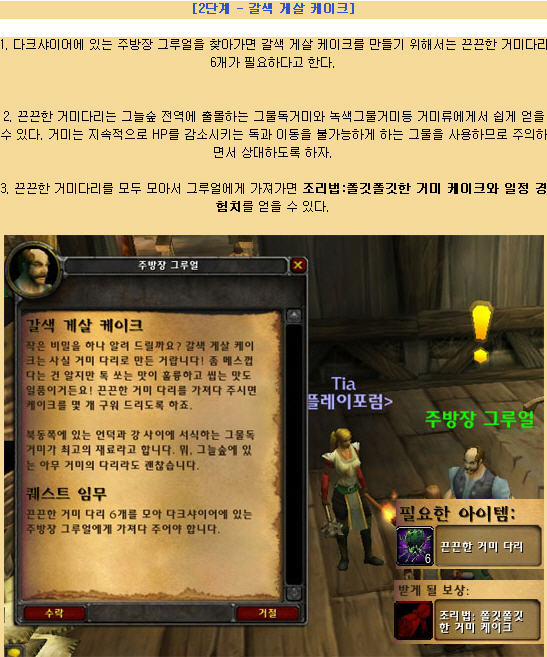 [2단계 - 갈색 게살 케이크]
1. 다크샤이어에 있는 주방장 그루얼을 찾아가면 갈색 게살 케이크를 만들기 위해서는 끈끈한 거미다리
6개가 필요하다고 한다.
2. 끈끈한 거미다리는 그늘숲 전역에 출몰하는 그물독거미와 녹색그물거미등 거미류에게서 쉽게 얻을
수 있다. 거미는 지속적으로 HP를 감소시키는 독과 이동을 불가능하게 하는 그물을 사용하므로 주의하
면서 상대하도록 하자.
3. 끈끈한 거미다리를 모두 모아서 그루얼에게 가져가면 조리법:쫄깃쫄깃한 거미 케이크와 일정 경
험치를 얻을 수 있다.
주방장 그루얼
갈색 게살 케이크
작은 비밀을 하나 알려 드릴까요? 갈색 게살 케이
크는 사실 거미 다리로 만든 거랍니다! 좀 메스껍
다는 건 알지만 톡 쏘는 맛이 훌륭하고 씹는 맛도
일품이거든요! 끈끈한 거미 다리를 가져다 주시면
케이크를 몇 개 구워 드리도록 하죠.
북동쪽에 있는 언덕과 강 사이에 서식하는 그물독
거미가 최고의 재료라고 합니다. 뭐, 그늘숲에 있
는 아무 거미의 다리라도 괜찮습니다.
퀘스트 임무
끈끈한 거미 다리 6개를 모아 다크샤이어에 있는
주방장 그루얼에게 가져다 주어야 합니다.
수락
거절
Tia
플레이포럼>
주방장 그루얼
필요한 아이템:
끈끈한 거미 다리
6
받게 될 보상:
조리법: 쫄깃쫄깃
한 거미 케이크